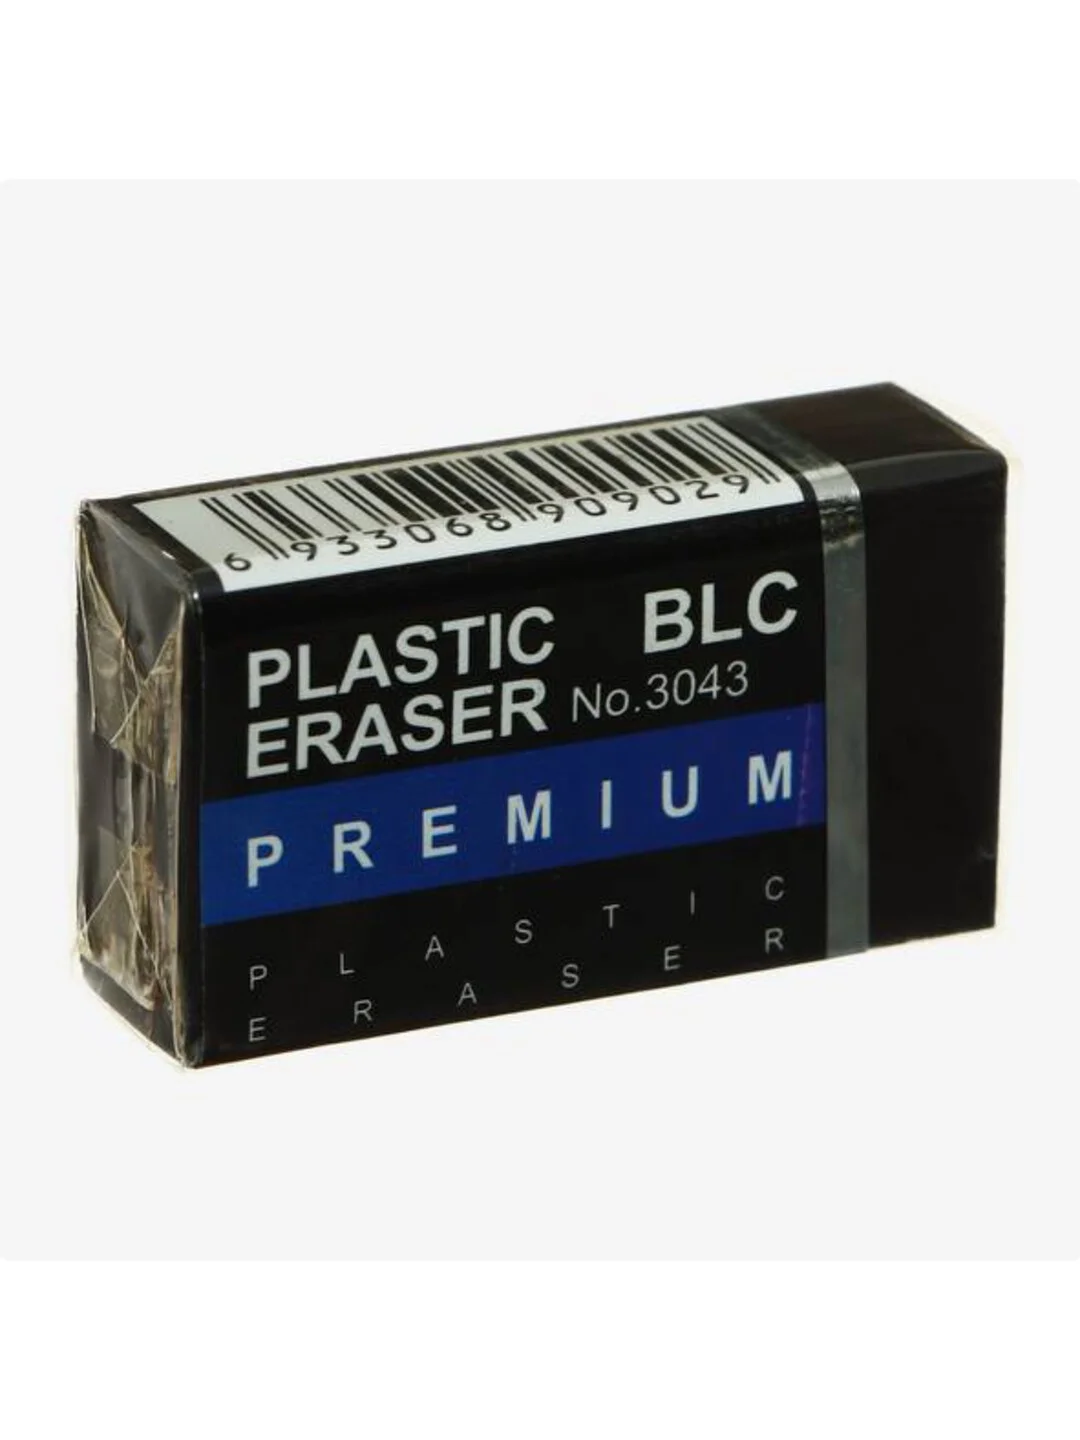 6 933068 909029
PLASTIC BLC
ERASER No.3043
PREMIUM
PLASTIC
ERASER